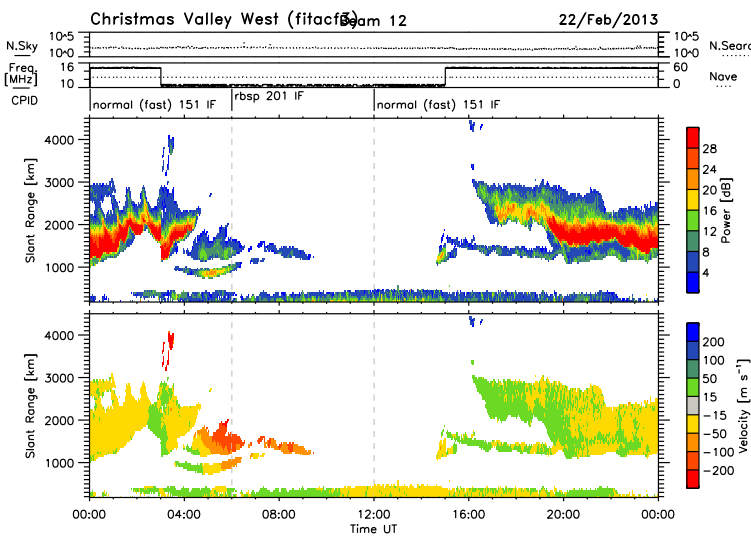 Christmas Valley West (fitacf3) Beam 12 22/Feb/2013
N.Sky 10^5 10^0 10^5 10^0 N.Sear
Freq. [MHz] 16 10 60 0 Nave
CPID normal (fast) 151 IF rbsp 201 IF normal (fast) 151 IF
Slant Range [km]
4000
3000
2000
1000
28
24
20
16
12
8
4
Power [dB]
Slant Range [km]
4000
3000
2000
1000
200
100
50
15
-15
-50
-100
-200
Velocity [m s⁻¹]
00:00 04:00 08:00 12:00 16:00 20:00 00:00
Time UT